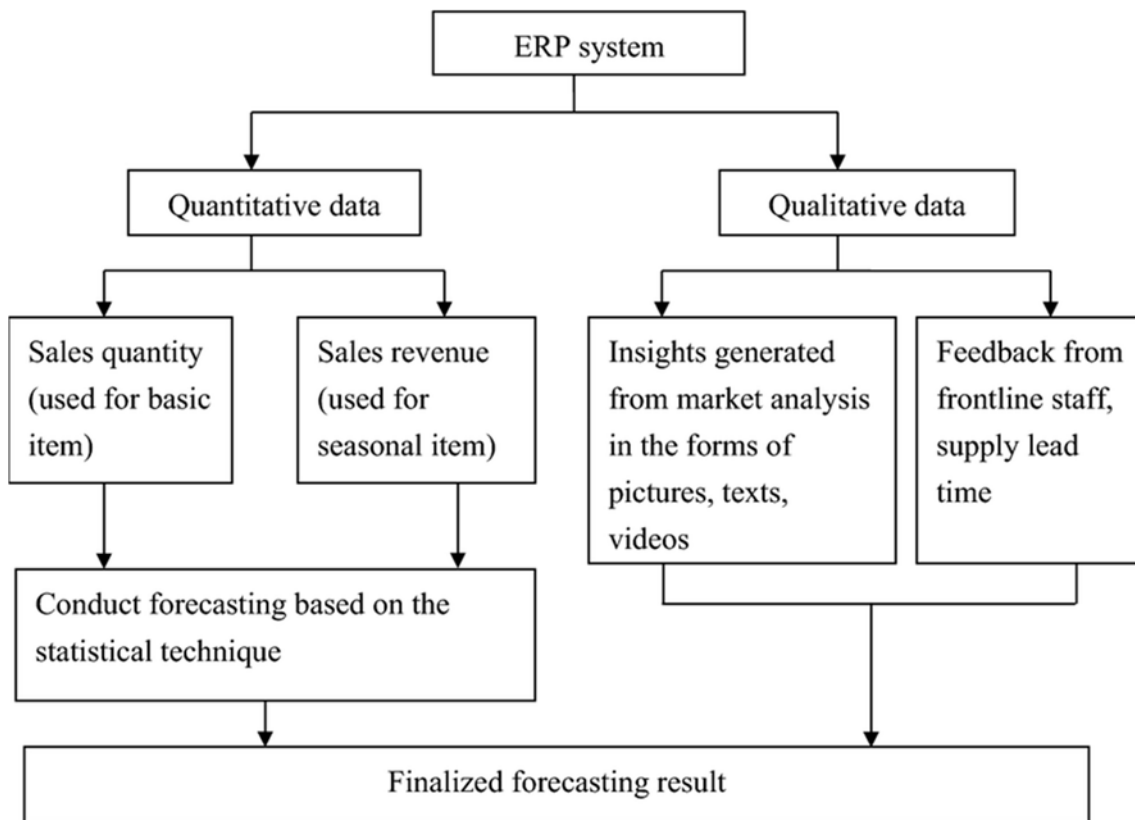 ERP system
Quantitative data
Qualitative data
Sales quantity
(used for basic
item)
Sales revenue
(used for
seasonal item)
Insights generated
from market analysis
in the forms of
pictures, texts,
videos
Feedback from
frontline staff,
supply lead
time
Conduct forecasting based on the
statistical technique
Finalized forecasting result